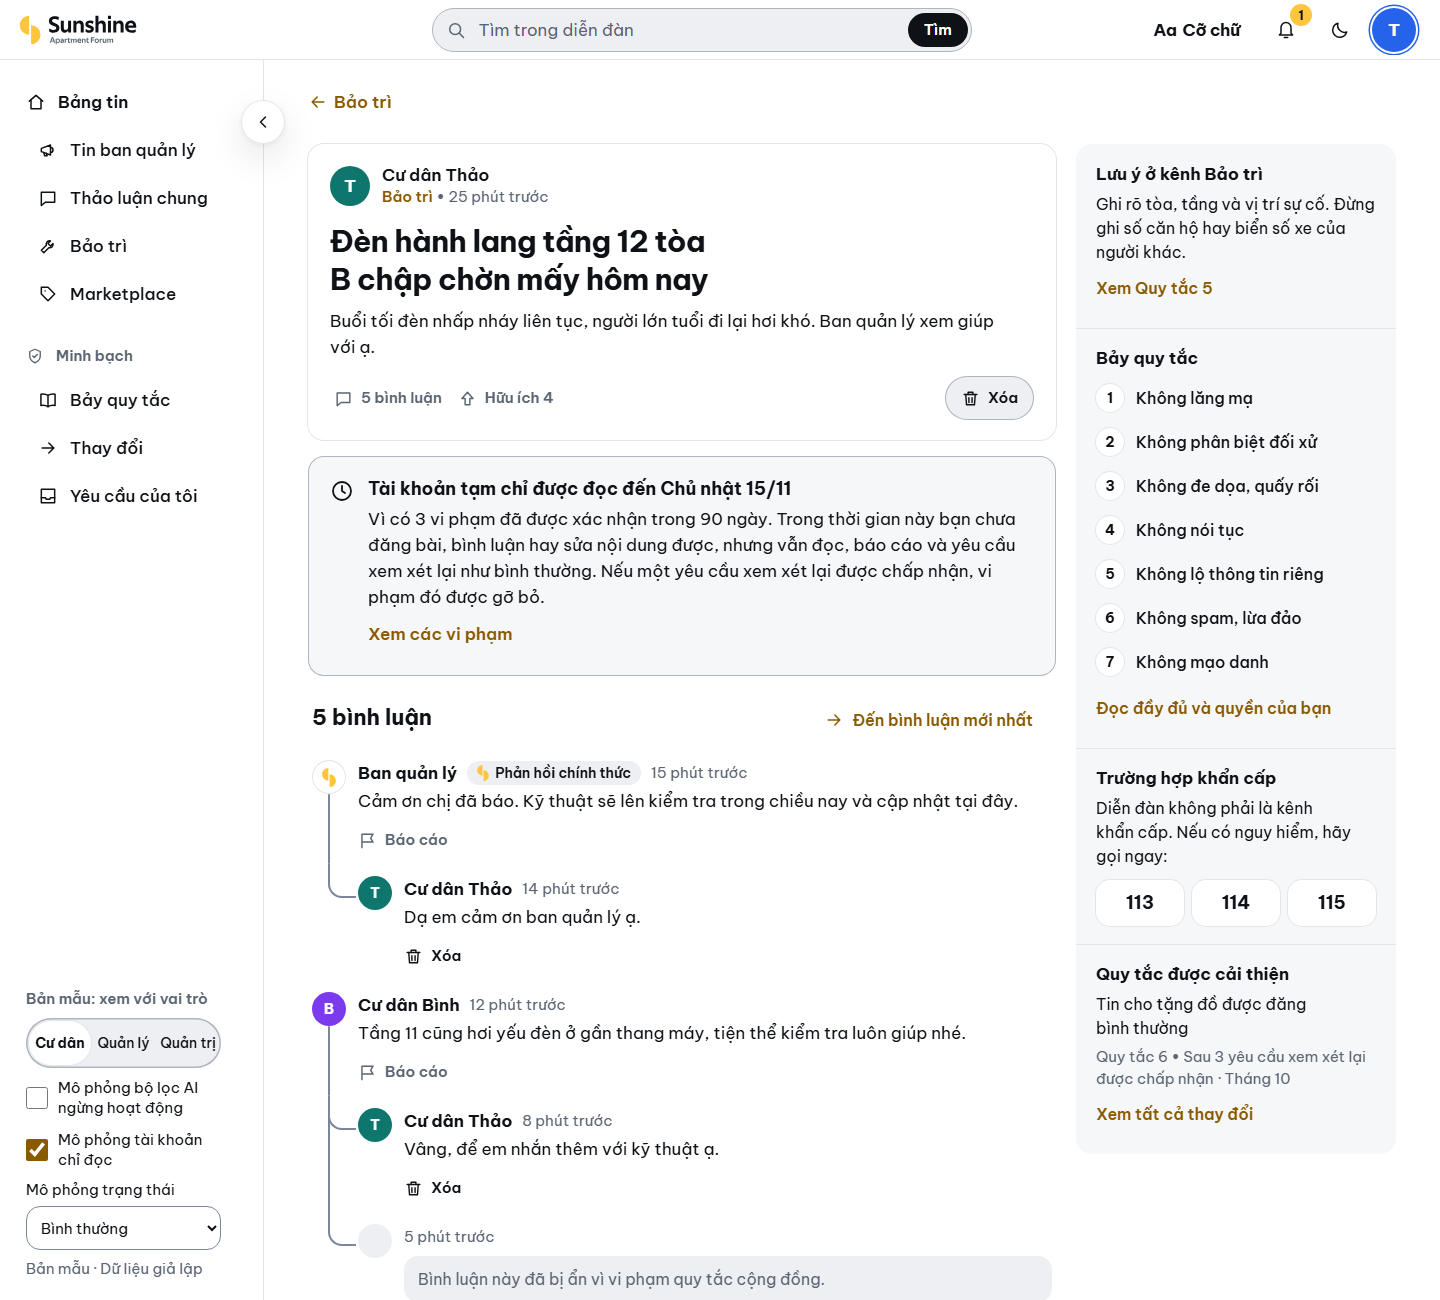 Sunshine
Apartment Forum
Tìm trong diễn đàn
Tìm
Aa Cỡ chữ
1
T
Bảng tin
Tin ban quản lý
Thảo luận chung
Bảo trì
Marketplace
Minh bạch
Bảy quy tắc
Thay đổi
Yêu cầu của tôi
Bản mẫu: xem với vai trò
Cư dân Quản lý Quản trị
Mô phỏng bộ lọc AI
ngừng hoạt động
Mô phỏng tài khoản
chỉ đọc
Mô phỏng trạng thái
Bình thường
Bản mẫu · Dữ liệu giả lập
Bảo trì
T
Cư dân Thảo
Bảo trì • 25 phút trước
Đèn hành lang tầng 12 tòa
B chập chờn mấy hôm nay
Buổi tối đèn nhấp nháy liên tục, người lớn tuổi đi lại hơi khó. Ban quản lý xem giúp
với ạ.
5 bình luận
Hữu ích 4
Xóa
Tài khoản tạm chỉ được đọc đến Chủ nhật 15/11
Vì có 3 vi phạm đã được xác nhận trong 90 ngày. Trong thời gian này bạn chưa
đăng bài, bình luận hay sửa nội dung được, nhưng vẫn đọc, báo cáo và yêu cầu
xem xét lại như bình thường. Nếu một yêu cầu xem xét lại được chấp nhận, vi
phạm đó được gỡ bỏ.
Xem các vi phạm
5 bình luận
Đến bình luận mới nhất
Ban quản lý Phản hồi chính thức 15 phút trước
Cảm ơn chị đã báo. Kỹ thuật sẽ lên kiểm tra trong chiều nay và cập nhật tại đây.
Báo cáo
T
Cư dân Thảo 14 phút trước
Dạ em cảm ơn ban quản lý ạ.
Xóa
B
Cư dân Bình 12 phút trước
Tầng 11 cũng hơi yếu đèn ở gần thang máy, tiện thể kiểm tra luôn giúp nhé.
Báo cáo
T
Cư dân Thảo 8 phút trước
Vâng, để em nhắn thêm với kỹ thuật ạ.
Xóa
5 phút trước
Bình luận này đã bị ẩn vì vi phạm quy tắc cộng đồng.
Lưu ý ở kênh Bảo trì
Ghi rõ tòa, tầng và vị trí sự cố. Đừng
ghi số căn hộ hay biển số xe của
người khác.
Xem Quy tắc 5
Bảy quy tắc
1 Không lăng mạ
2 Không phân biệt đối xử
3 Không đe dọa, quấy rối
4 Không nói tục
5 Không lộ thông tin riêng
6 Không spam, lừa đảo
7 Không mạo danh
Đọc đầy đủ và quyền của bạn
Trường hợp khẩn cấp
Diễn đàn không phải là kênh
khẩn cấp. Nếu có nguy hiểm, hãy
gọi ngay:
113 114 115
Quy tắc được cải thiện
Tin cho tặng đồ được đăng
bình thường
Quy tắc 6 • Sau 3 yêu cầu xem xét lại
được chấp nhận · Tháng 10
Xem tất cả thay đổi